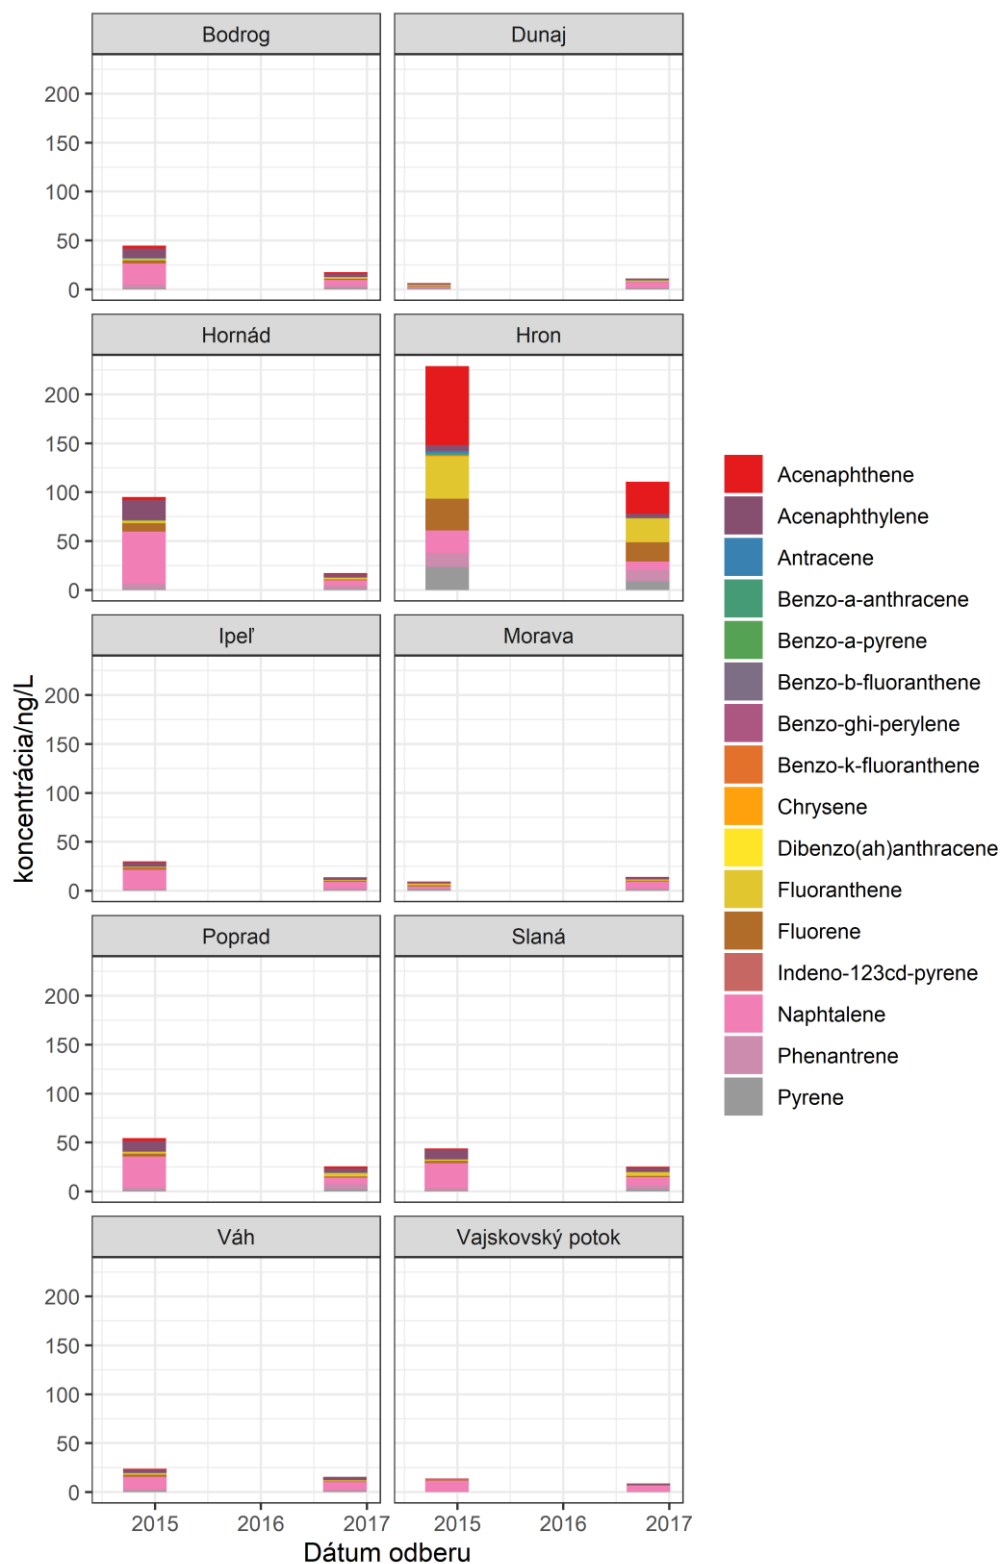 Bodrog
Dunaj
200
150
100
50
0
Hornád
Hron
200
150
100
50
0
Ipeľ
Morava
200
150
100
50
0
Poprad
Slaná
200
150
100
50
0
Váh
Vajskovský potok
200
150
100
50
0
2015 2016 2017
2015 2016 2017
Dátum odberu
koncentrácia/ng/L
Acenaphthene
Acenaphthylene
Antracene
Benzo-a-anthracene
Benzo-a-pyrene
Benzo-b-fluoranthene
Benzo-ghi-perylene
Benzo-k-fluoranthene
Chrysene
Dibenzo(ah)anthracene
Fluoranthene
Fluorene
Indeno-123cd-pyrene
Naphtalene
Phenantrene
Pyrene